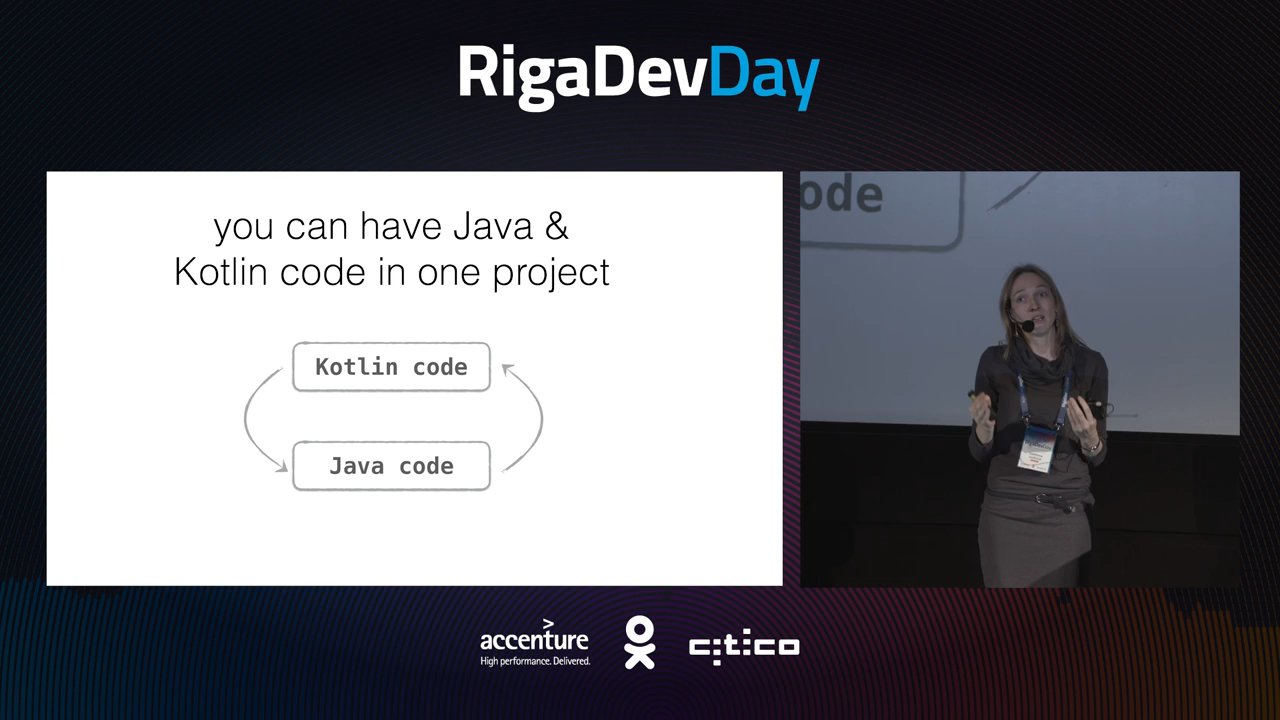 RigaDevDay
you can have Java &
Kotlin code in one project
Kotlin code
Java code
ode
accenture
High performance. Delivered.
citico